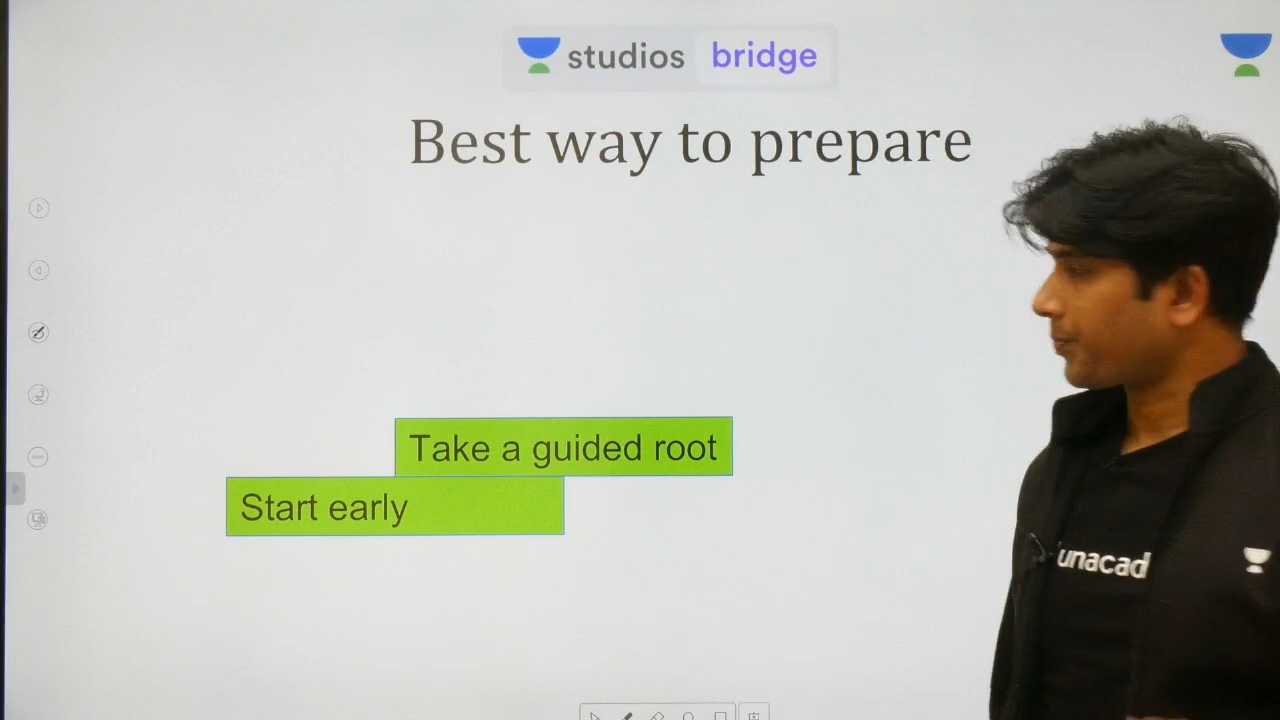 studios bridge
Best way to prepare
Take a guided root
Start early
unacad